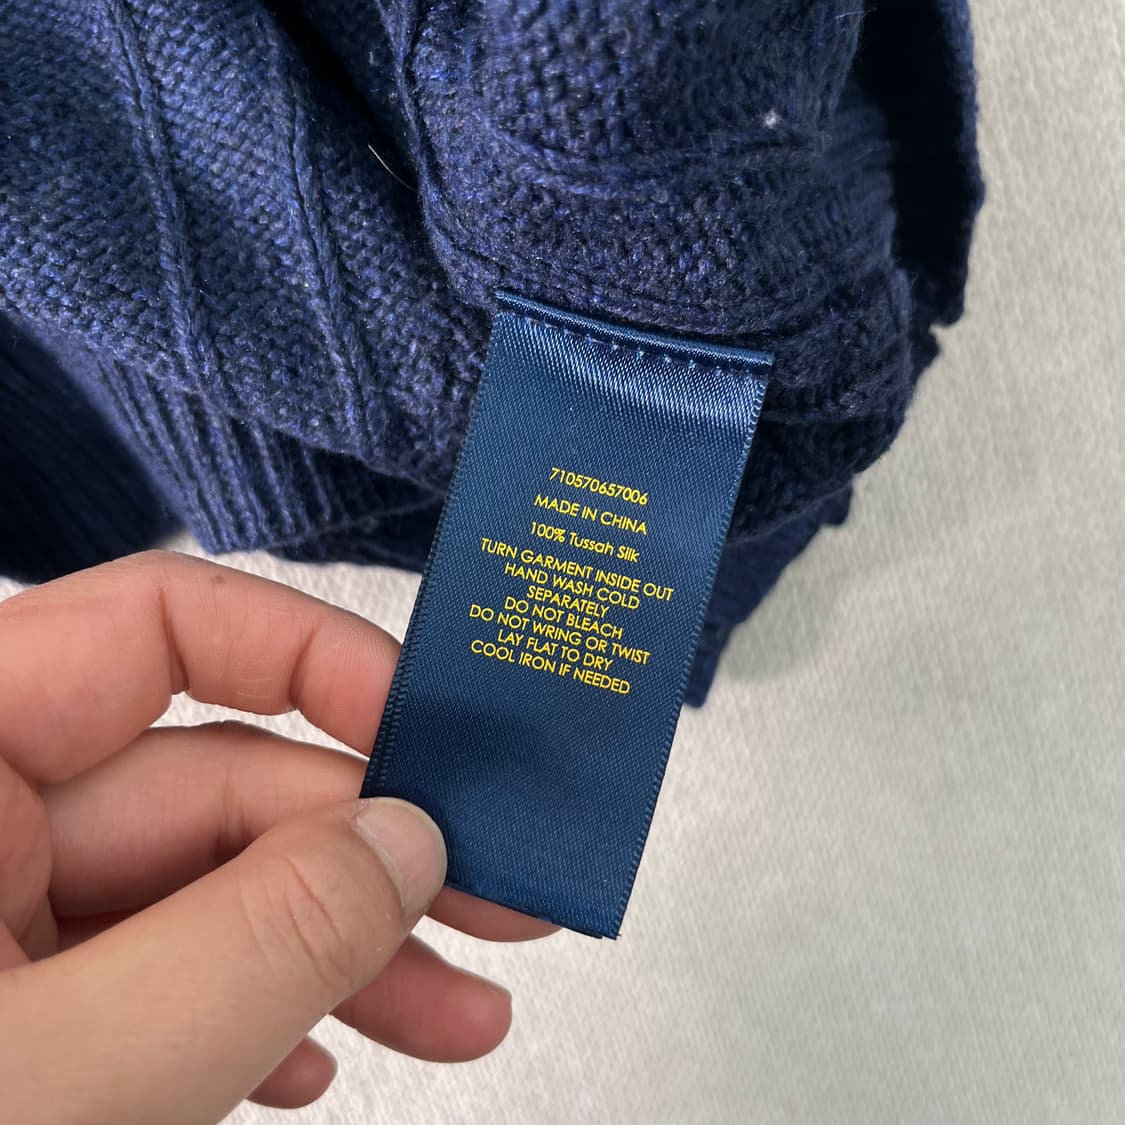 710570657006
MADE IN CHINA
100% Tussah Silk
TURN GARMENT INSIDE OUT
HAND WASH COLD
SEPARATELY
DO NOT BLEACH
DO NOT WRING OR TWIST
LAY FLAT TO DRY
COOL IRON IF NEEDED